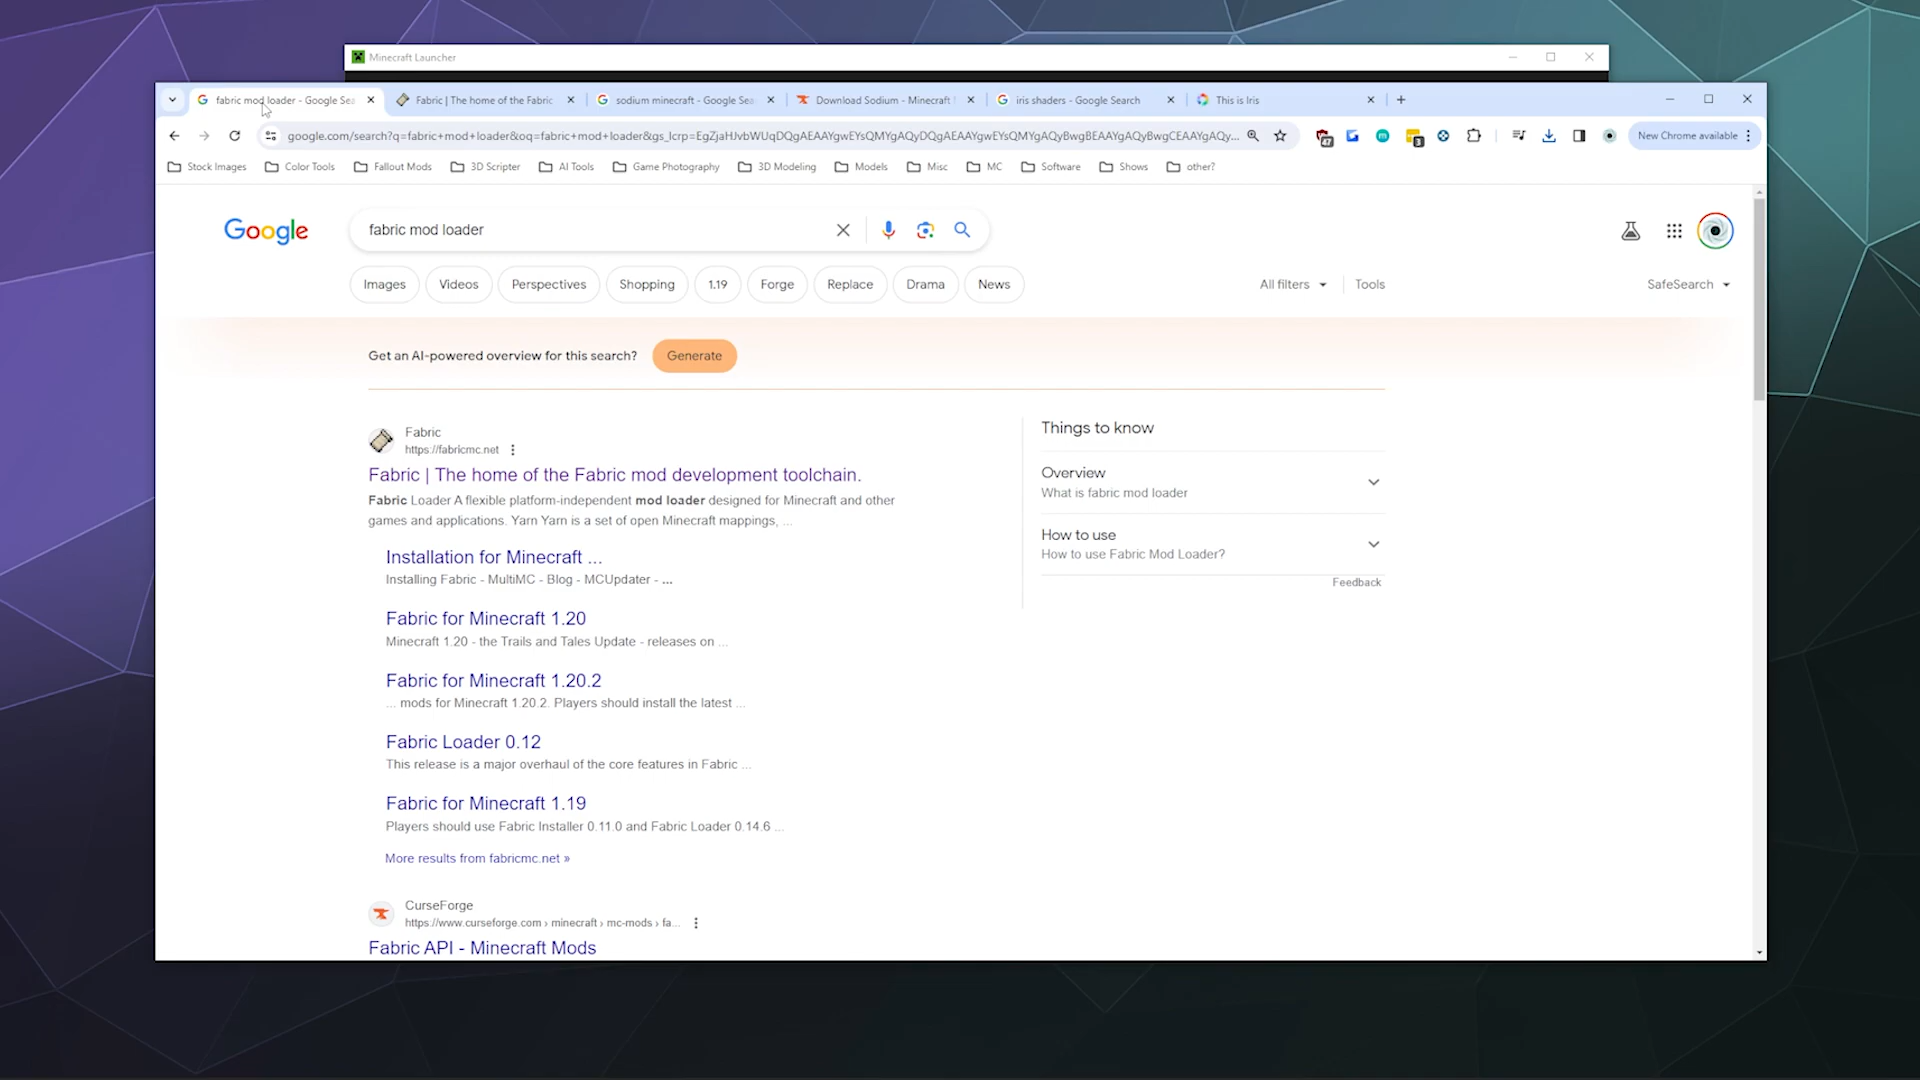 Minecraft Launcher
fabric mod loader - Google Sea
Fabric | The home of the Fabric
sodium minecraft - Google Sea
Download Sodium - Minecraft
iris shaders - Google Search
This is Iris
google.com/search?q=fabric+mod+loader&oq=fabric+mod+loader&gs_lcrp=EgZjaHJvbWUqDQgAEAAYgwEYsQMYgAQyDQgAEAAYgwEYsQMYgAQyBwgBEAAYgAQyBwgCEAAYgAQy...
47
3
New Chrome available
Stock Images
Color Tools
Fallout Mods
3D Scripter
AI Tools
Game Photography
3D Modeling
Models
Misc
MC
Software
Shows
other?
Google
fabric mod loader
Images
Videos
Perspectives
Shopping
1.19
Forge
Replace
Drama
News
All filters
Tools
SafeSearch
Get an AI-powered overview for this search?
Generate
Fabric
https://fabricmc.net
Fabric | The home of the Fabric mod development toolchain.
Fabric Loader A flexible platform-independent mod loader designed for Minecraft and other
games and applications. Yarn Yarn is a set of open Minecraft mappings, ...
Installation for Minecraft ...
Installing Fabric - MultiMC - Blog - MCUpdater - ...
Fabric for Minecraft 1.20
Minecraft 1.20 - the Trails and Tales Update - releases on ...
Fabric for Minecraft 1.20.2
... mods for Minecraft 1.20.2. Players should install the latest ...
Fabric Loader 0.12
This release is a major overhaul of the core features in Fabric ...
Fabric for Minecraft 1.19
Players should use Fabric Installer 0.11.0 and Fabric Loader 0.14.6 ...
More results from fabricmc.net »
CurseForge
https://www.curseforge.com › minecraft › mc-mods › fa...
Fabric API - Minecraft Mods
Things to know
Overview
What is fabric mod loader
How to use
How to use Fabric Mod Loader?
Feedback